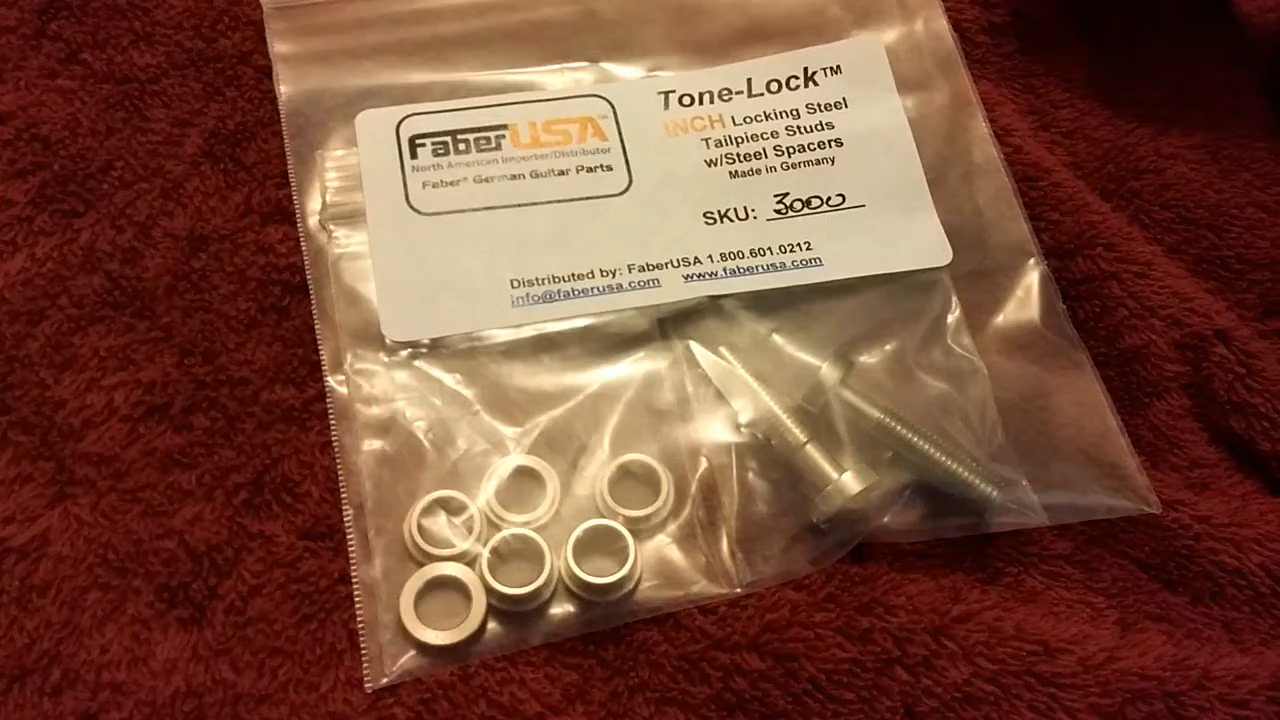 FaberUSA™
North American Importer/Distributor
Faber® German Guitar Parts
Tone-Lock™
INCH Locking Steel
Tailpiece Studs
w/Steel Spacers
Made in Germany
SKU: 3000
Distributed by: FaberUSA 1.800.601.0212
info@faberusa.com www.faberusa.com